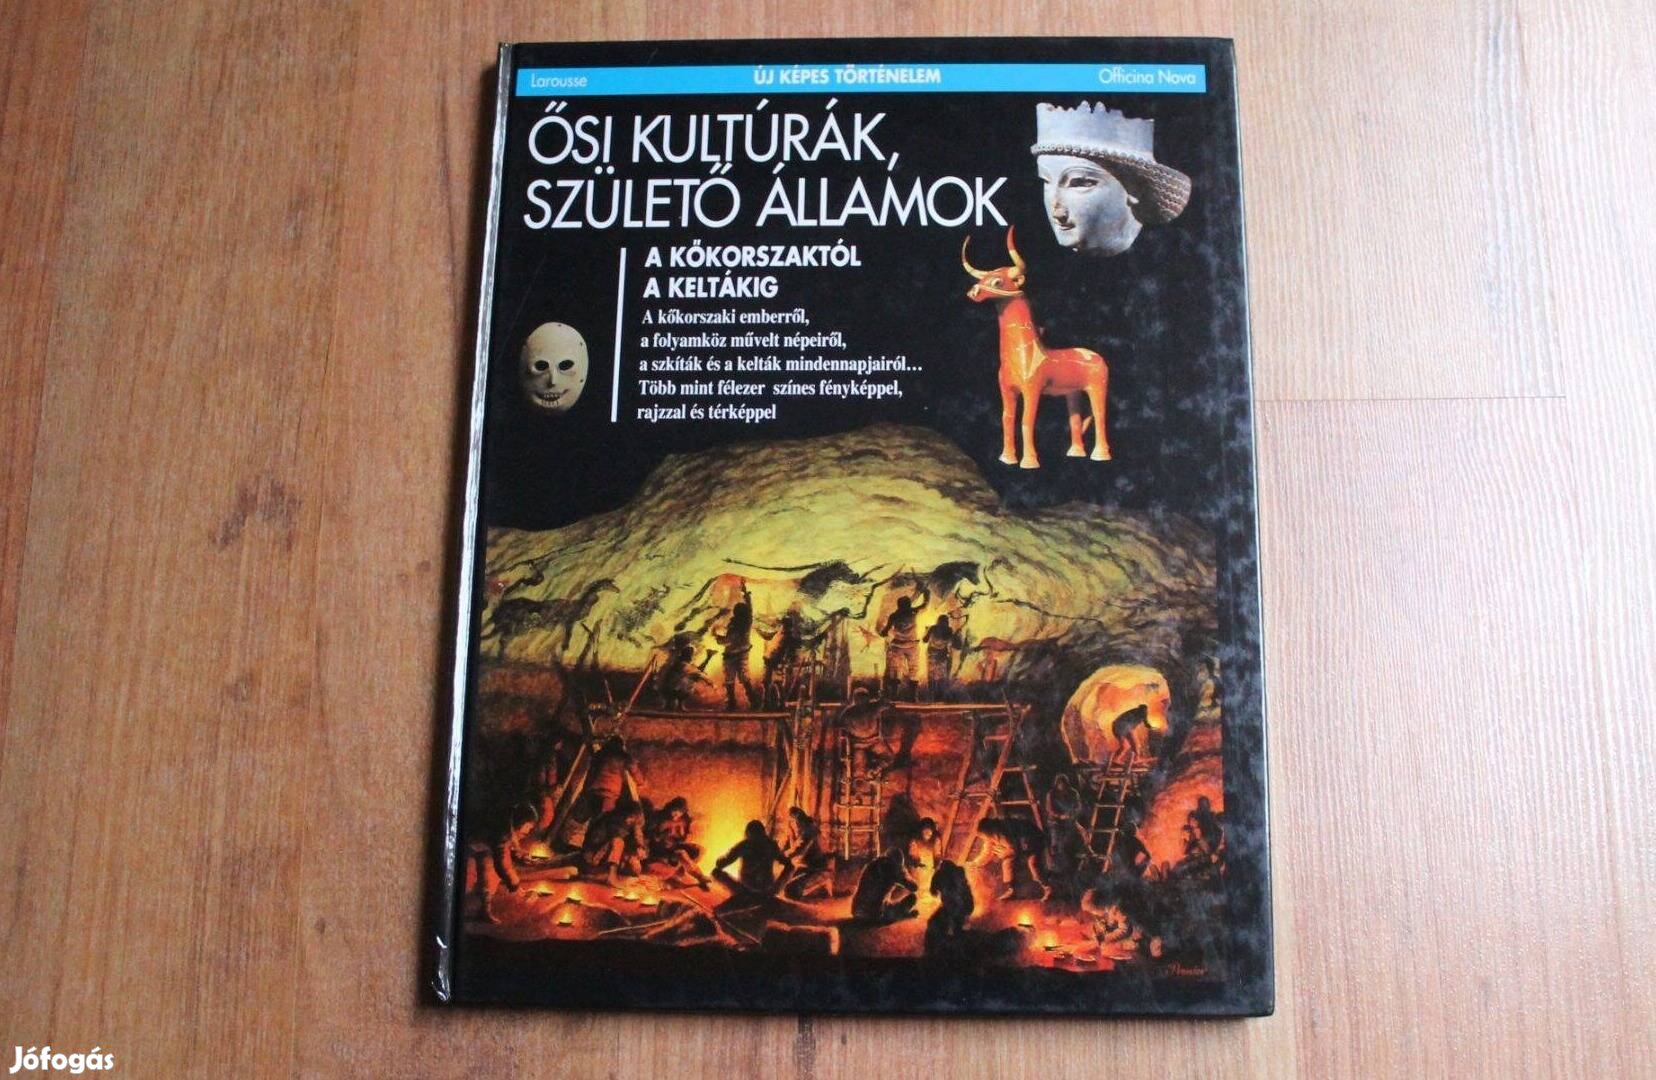 Larousse
ÚJ KÉPES TÖRTÉNELEM
Officina Nova
ŐSI KULTÚRÁK,
SZÜLETŐ ÁLLAMOK
A KŐKORSZAKTÓL
A KELTÁKIG
A kőkorszaki emberről,
a folyamköz művelt népeiről,
a szkíták és a kelták mindennapjairól...
Több mint félezer színes fényképpel,
rajzzal és térképpel
Jófogás